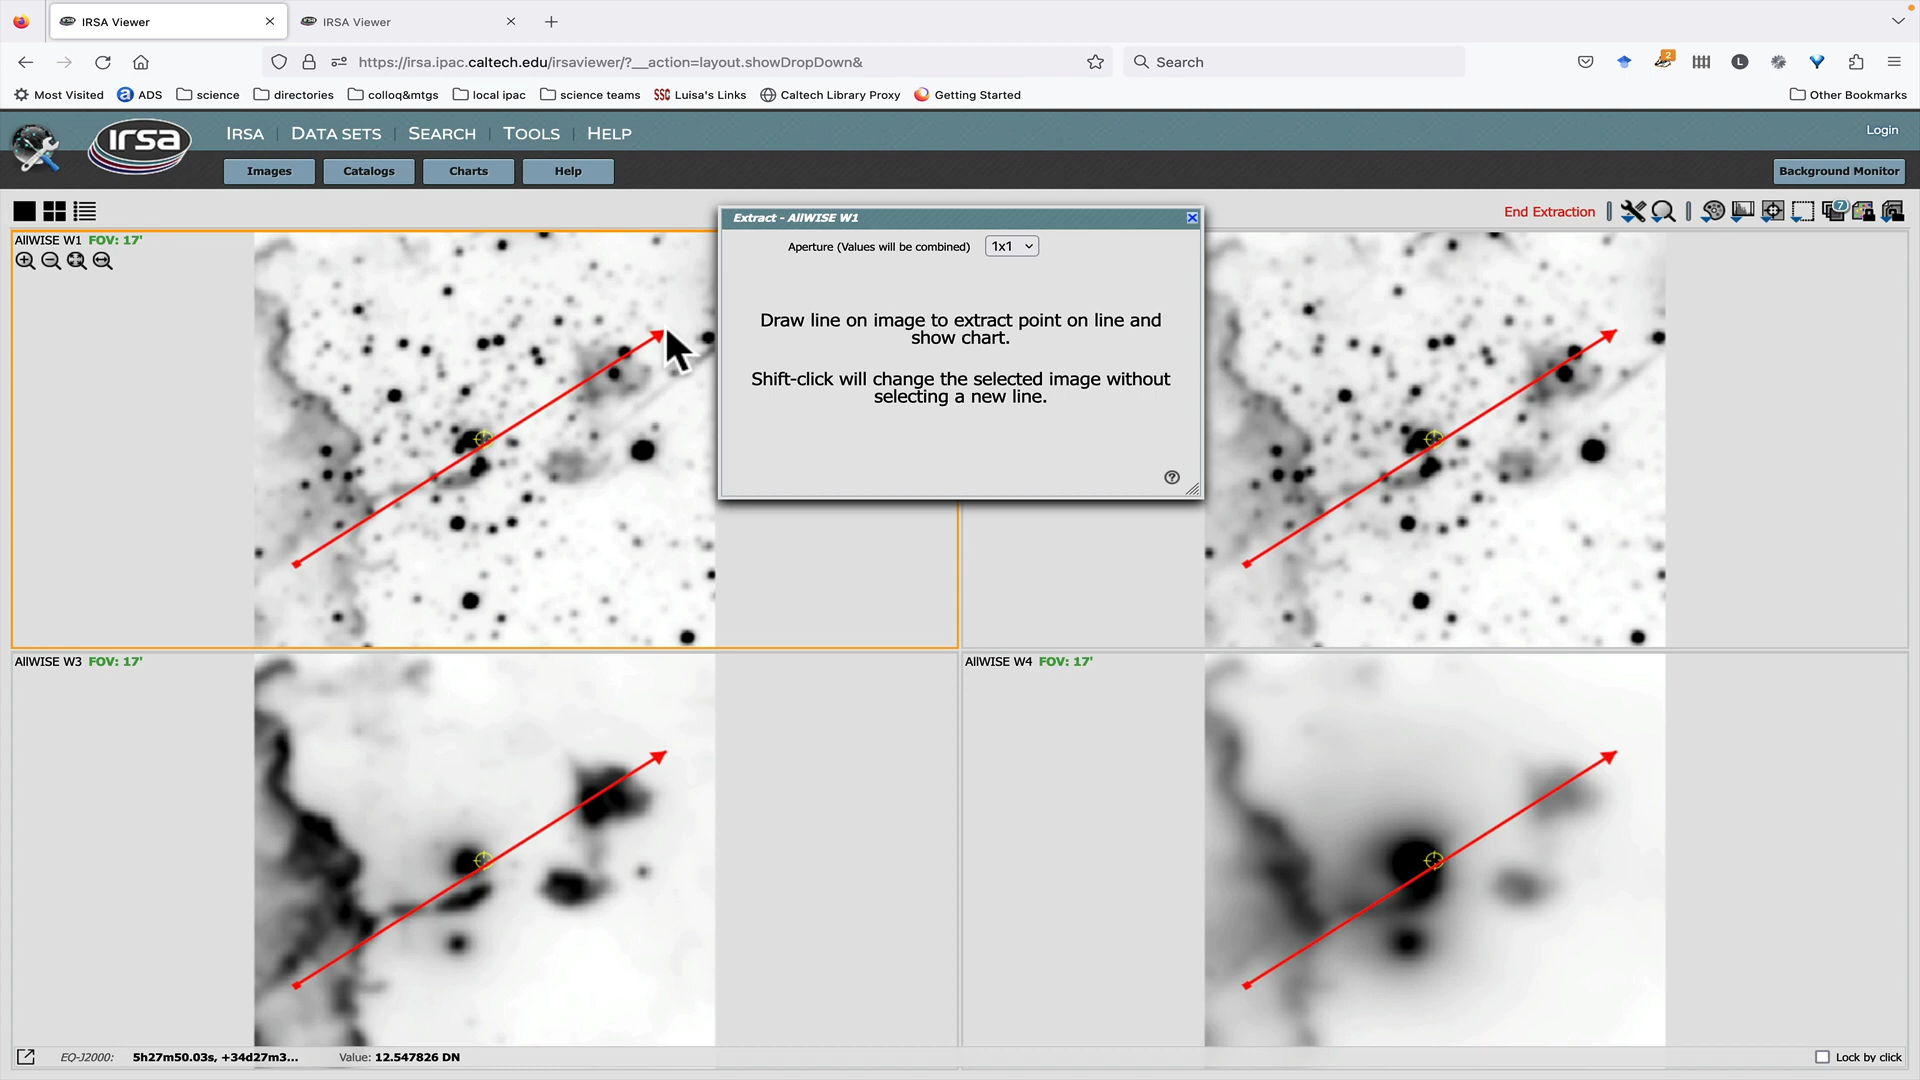 IRSA Viewer
IRSA Viewer
https://irsa.ipac.caltech.edu/irsaviewer/?__action=layout.showDropDown&
Search
2
L
Most Visited
ADS
science
directories
colloq&mtgs
local ipac
science teams
SSC Luisa's Links
Caltech Library Proxy
Getting Started
Other Bookmarks
irsa
IRSA
DATA SETS
SEARCH
TOOLS
HELP
Login
Images
Catalogs
Charts
Help
Background Monitor
End Extraction
7
AllWISE W1 FOV: 17'
Extract - AllWISE W1
Aperture (Values will be combined) 1x1
Draw line on image to extract point on line and
show chart.
Shift-click will change the selected image without
selecting a new line.
AllWISE W3 FOV: 17'
AllWISE W4 FOV: 17'
EQ-J2000: 5h27m50.03s, +34d27m3... Value: 12.547826 DN
Lock by click